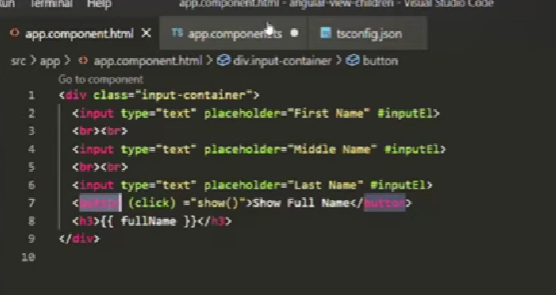 Terminal Help app.component.html - angular-view-children - Visual Studio Code
app.component.html app.component.ts tsconfig.json
src > app > app.component.html > div.input-container > button
Go to component
1 <div class="input-container">
2 <input type="text" placeholder="First Name" #inputEl>
3 <br><br>
4 <input type="text" placeholder="Middle Name" #inputEl>
5 <br><br>
6 <input type="text" placeholder="Last Name" #inputEl>
7 <button (click) ="show()">Show Full Name</button>
8 <h3>{{ fullName }}</h3>
9 </div>
10